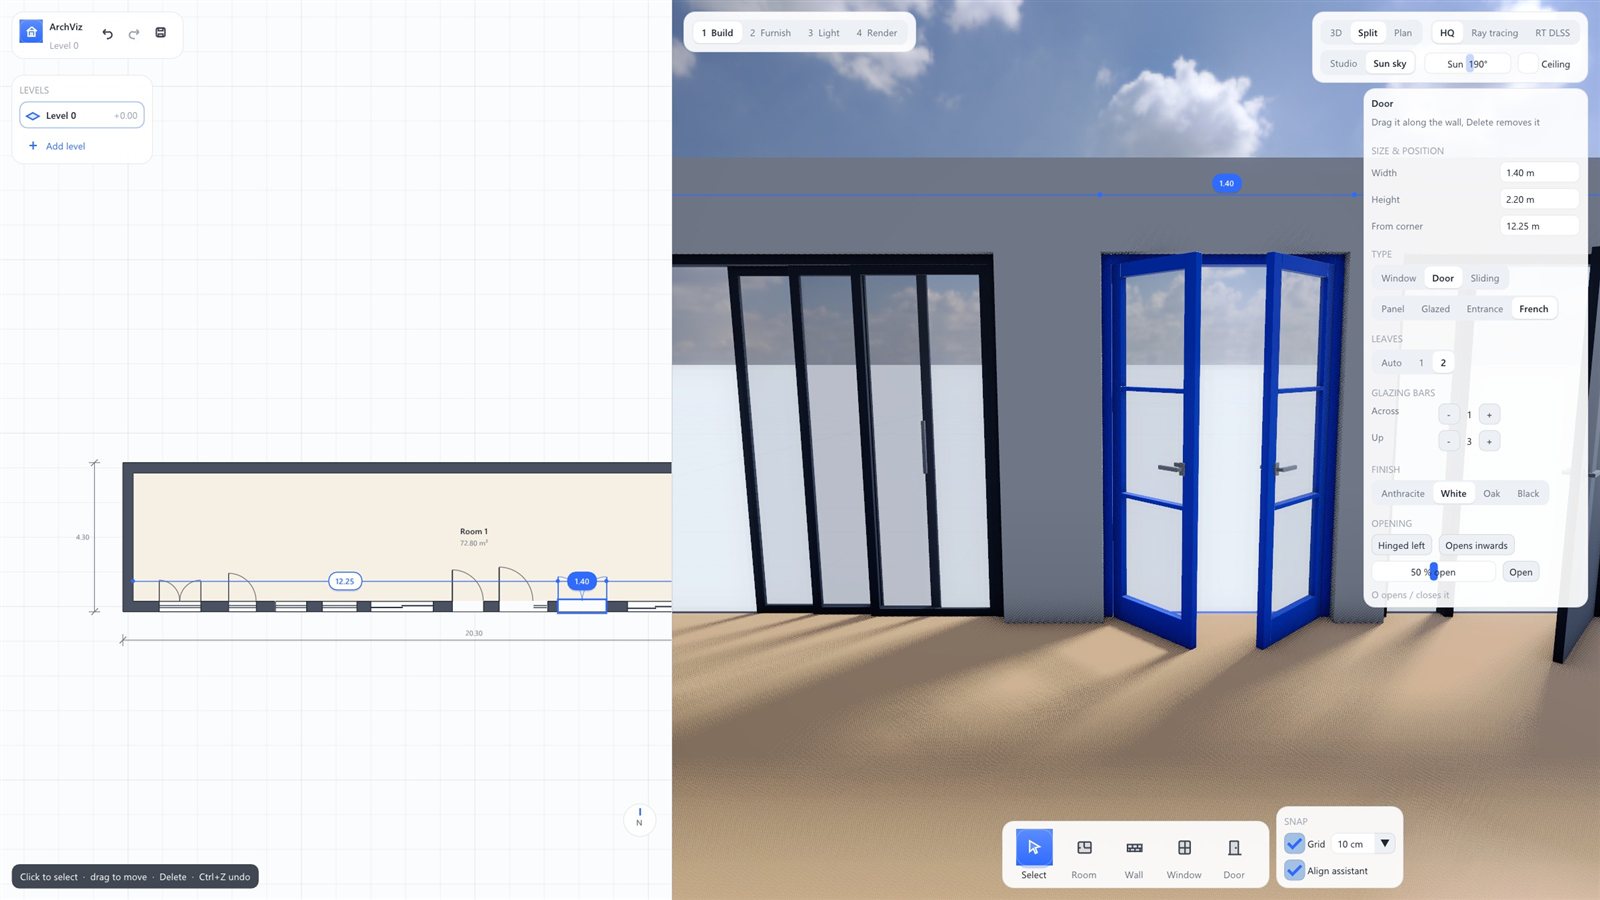 ArchViz
Level 0
LEVELS
Level 0 +0.00
+ Add level
4.30
Room 1
72.80 m²
12.25
1.40
20.30
N
Click to select · drag to move · Delete · Ctrl+Z undo
1 Build 2 Furnish 3 Light 4 Render
3D Split Plan HQ Ray tracing RT DLSS
Studio Sun sky Sun 190° Ceiling
1.40
Door
Drag it along the wall, Delete removes it
SIZE & POSITION
Width 1.40 m
Height 2.20 m
From corner 12.25 m
TYPE
Window Door Sliding
Panel Glazed Entrance French
LEAVES
Auto 1 2
GLAZING BARS
Across - 1 +
Up - 3 +
FINISH
Anthracite White Oak Black
OPENING
Hinged left Opens inwards
50 % open Open
O opens / closes it
Select Room Wall Window Door
SNAP
Grid 10 cm
Align assistant